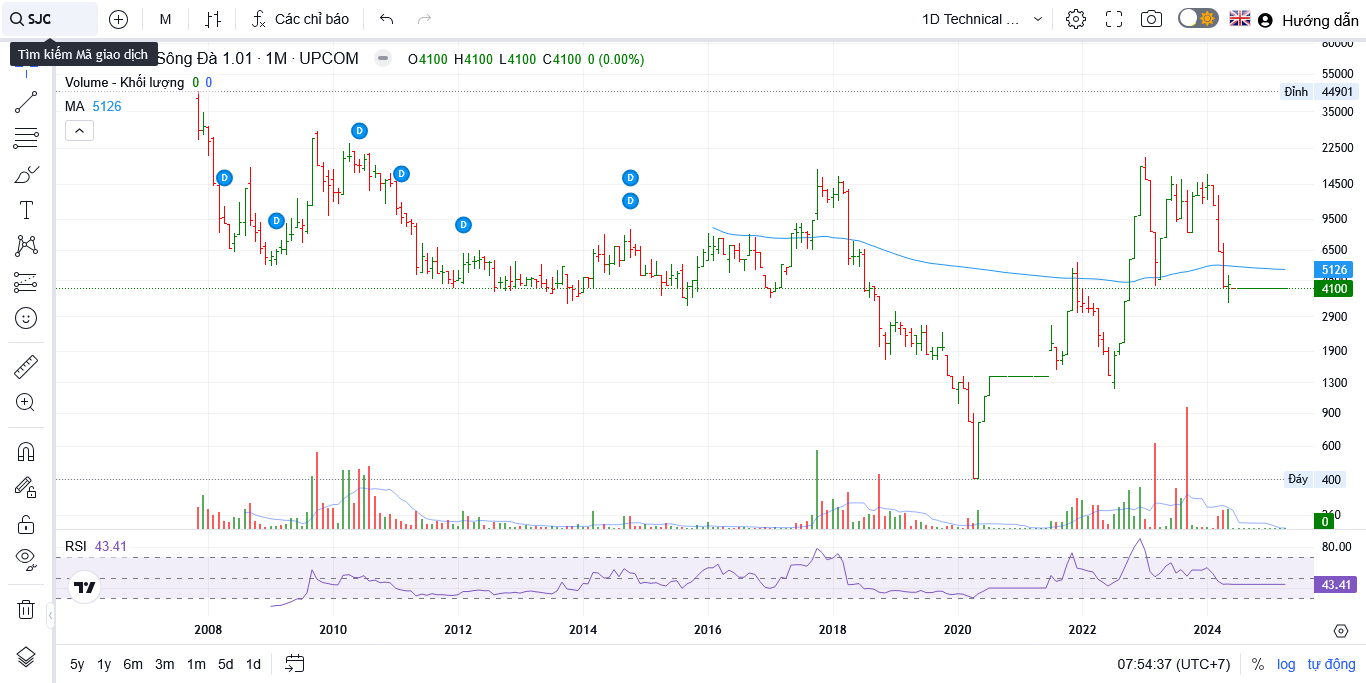 SJC M Các chỉ báo 1D Technical ... Hướng dẫn
Tìm kiếm Mã giao dịch Sông Đà 1.01 · 1M · UPCOM O4100 H4100 L4100 C4100 0 (0.00%)
Volume - Khối lượng 0 0
MA 5126
D
D
D
D
D
D
D
80000
55000
Đỉnh 44901
35000
22500
14500
9500
6500
5126
4100
2900
1900
1300
900
600
Đáy 400
0
RSI 43.41
80.00
43.41
2008 2010 2012 2014 2016 2018 2020 2022 2024
5y 1y 6m 3m 1m 5d 1d 07:54:37 (UTC+7) % log tự động